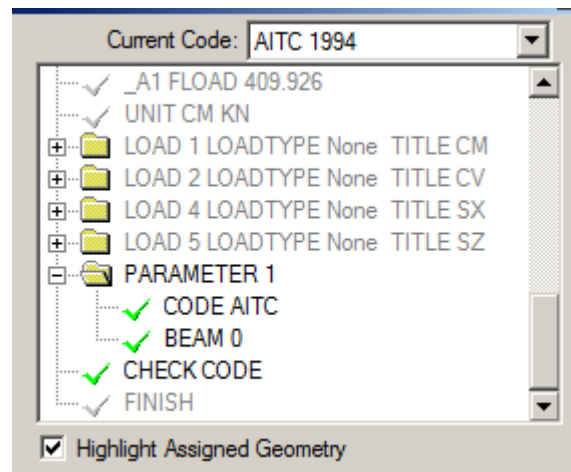 Current Code: AITC 1994
_A1 FLOAD 409.926
UNIT CM KN
LOAD 1 LOADTYPE None TITLE CM
LOAD 2 LOADTYPE None TITLE CV
LOAD 4 LOADTYPE None TITLE SX
LOAD 5 LOADTYPE None TITLE SZ
PARAMETER 1
CODE AITC
BEAM 0
CHECK CODE
FINISH
Highlight Assigned Geometry